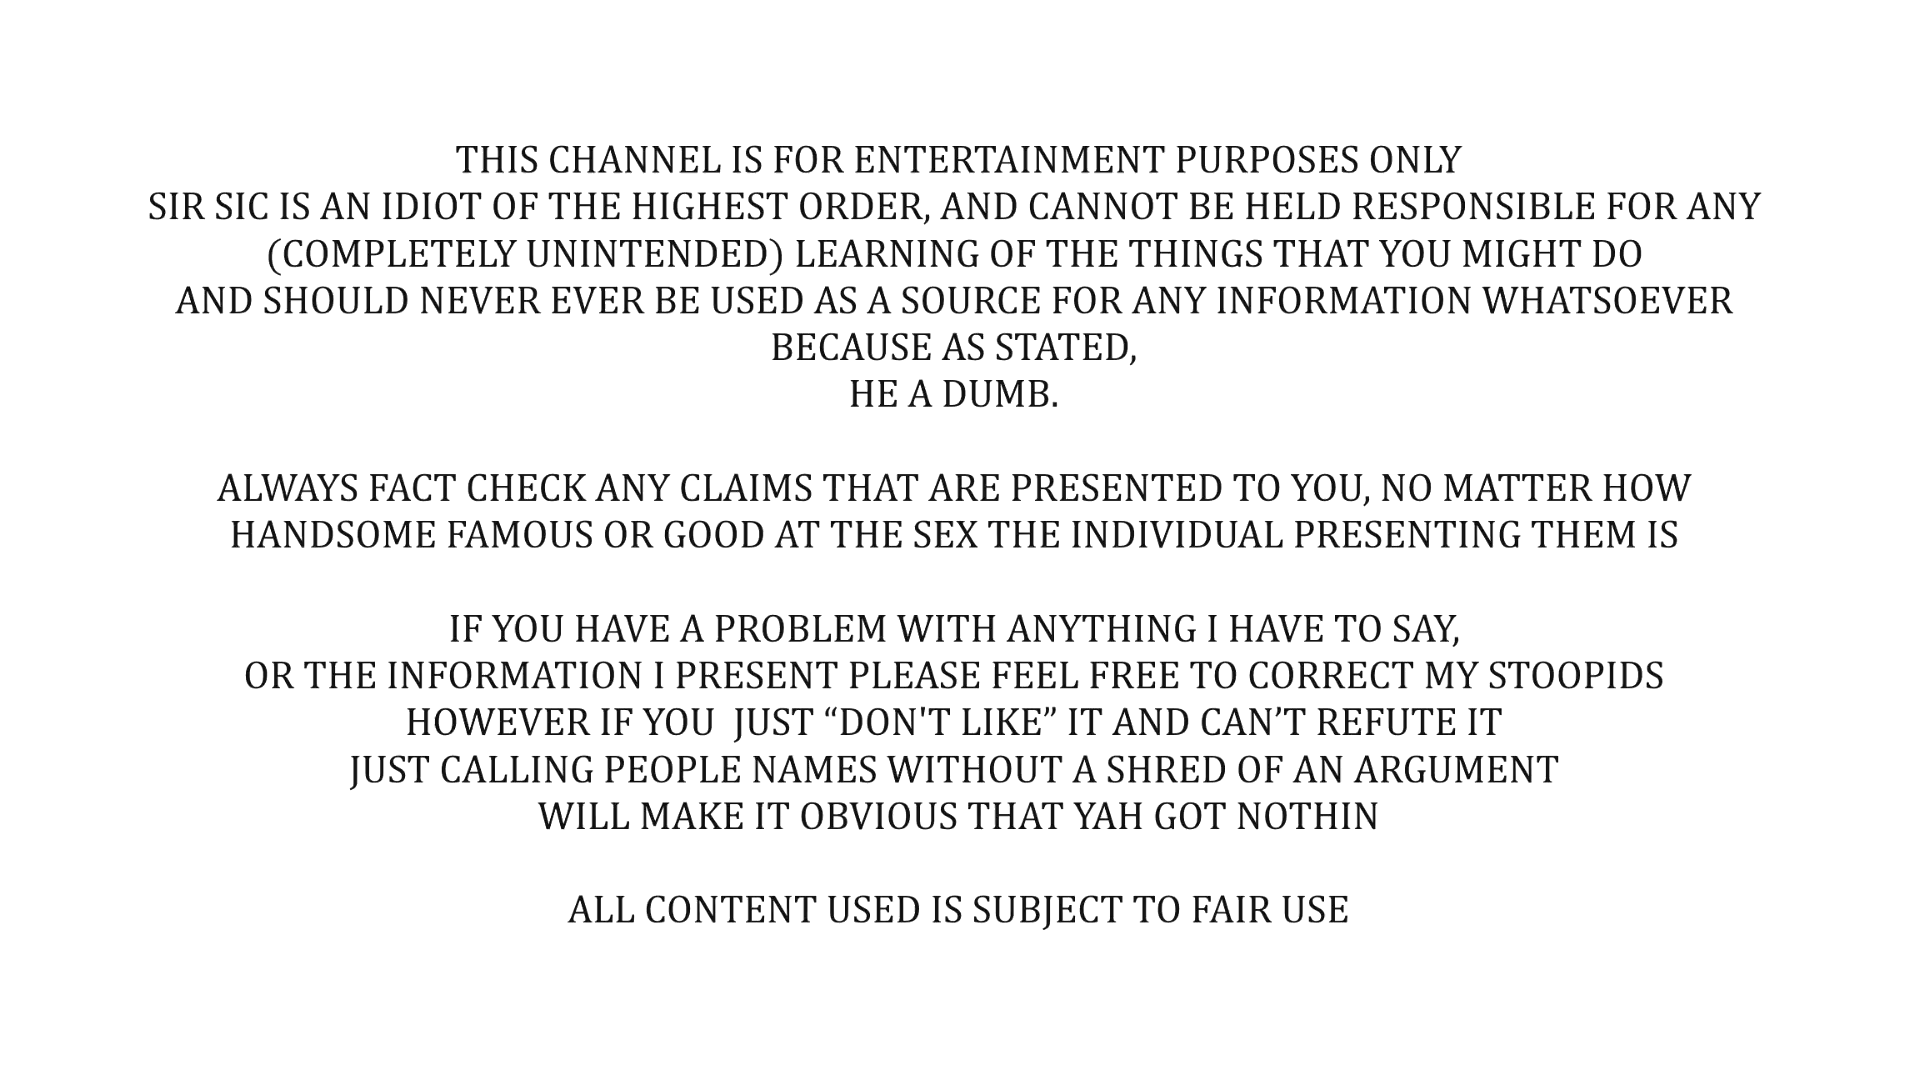 THIS CHANNEL IS FOR ENTERTAINMENT PURPOSES ONLY
SIR SIC IS AN IDIOT OF THE HIGHEST ORDER, AND CANNOT BE HELD RESPONSIBLE FOR ANY
(COMPLETELY UNINTENDED) LEARNING OF THE THINGS THAT YOU MIGHT DO
AND SHOULD NEVER EVER BE USED AS A SOURCE FOR ANY INFORMATION WHATSOEVER
BECAUSE AS STATED,
HE A DUMB.
ALWAYS FACT CHECK ANY CLAIMS THAT ARE PRESENTED TO YOU, NO MATTER HOW
HANDSOME FAMOUS OR GOOD AT THE SEX THE INDIVIDUAL PRESENTING THEM IS
IF YOU HAVE A PROBLEM WITH ANYTHING I HAVE TO SAY,
OR THE INFORMATION I PRESENT PLEASE FEEL FREE TO CORRECT MY STOOPIDS
HOWEVER IF YOU  JUST “DON'T LIKE” IT AND CAN’T REFUTE IT
JUST CALLING PEOPLE NAMES WITHOUT A SHRED OF AN ARGUMENT
WILL MAKE IT OBVIOUS THAT YAH GOT NOTHIN
ALL CONTENT USED IS SUBJECT TO FAIR USE